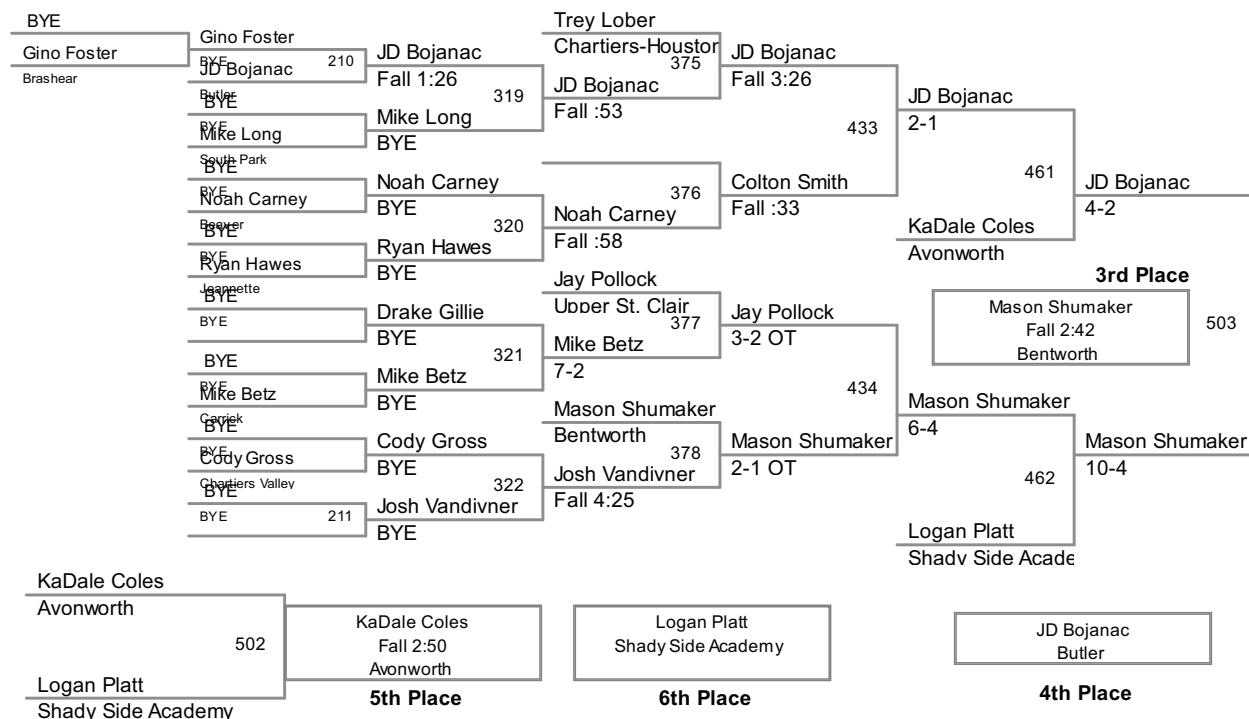 BYE
Gino Foster
Brashear
Gino Foster
BYE
210
JD Bojanac
Butler
BYE
BYE
Mike Long
South Park
BYE
BYE
Noah Carney
Beaver
BYE
BYE
Ryan Hawes
Jeannette
BYE
BYE
BYE
BYE
Mike Betz
Carrick
BYE
BYE
Cody Gross
Chartiers Valley
BYE
BYE
211
JD Bojanac
Fall 1:26
319
Mike Long
BYE
Noah Carney
BYE
320
Ryan Hawes
BYE
Drake Gillie
BYE
321
Mike Betz
BYE
Cody Gross
BYE
322
Josh Vandivner
BYE
Trey Lober
Chartiers-Houston
375
JD Bojanac
Fall :53
376
Noah Carney
Fall :58
Jay Pollock
Upper St. Clair
377
Mike Betz
7-2
Mason Shumaker
Bentworth
378
Josh Vandivner
Fall 4:25
JD Bojanac
Fall 3:26
433
Colton Smith
Fall :33
Jay Pollock
3-2 OT
434
Mason Shumaker
2-1 OT
JD Bojanac
2-1
461
KaDale Coles
Avonworth
Mason Shumaker
6-4
462
Logan Platt
Shady Side Acade
JD Bojanac
4-2
3rd Place
Mason Shumaker
Fall 2:42
Bentworth
503
Mason Shumaker
10-4
KaDale Coles
Avonworth
502
Logan Platt
Shady Side Academy
KaDale Coles
Fall 2:50
Avonworth
5th Place
Logan Platt
Shady Side Academy
6th Place
JD Bojanac
Butler
4th Place